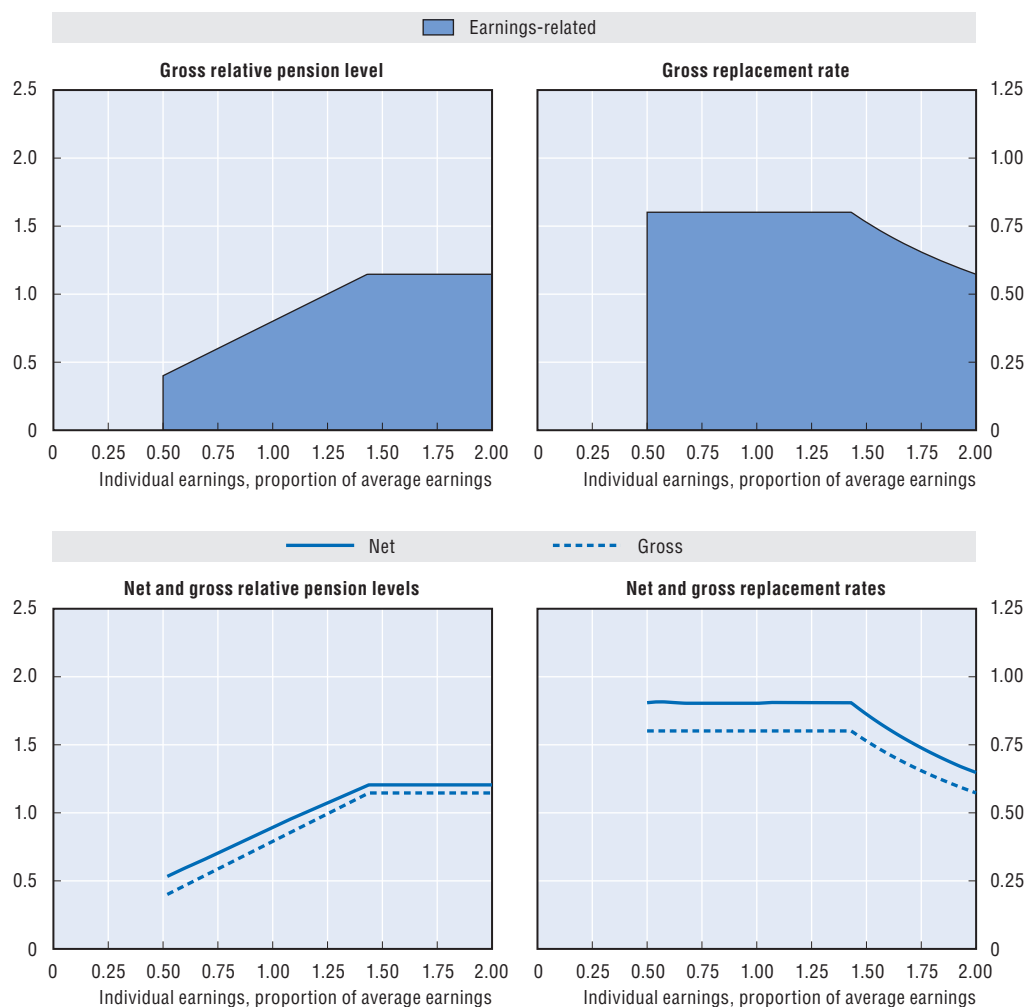 Earnings-related
Gross relative pension level
Gross replacement rate
2.5
2.0
1.5
1.0
0.5
0
1.25
1.00
0.75
0.50
0.25
0
0 0.25 0.50 0.75 1.00 1.25 1.50 1.75 2.00
0 0.25 0.50 0.75 1.00 1.25 1.50 1.75 2.00
Individual earnings, proportion of average earnings
Individual earnings, proportion of average earnings
Net Gross
Net and gross relative pension levels
Net and gross replacement rates
2.5
2.0
1.5
1.0
0.5
0
1.25
1.00
0.75
0.50
0.25
0
0 0.25 0.50 0.75 1.00 1.25 1.50 1.75 2.00
0 0.25 0.50 0.75 1.00 1.25 1.50 1.75 2.00
Individual earnings, proportion of average earnings
Individual earnings, proportion of average earnings